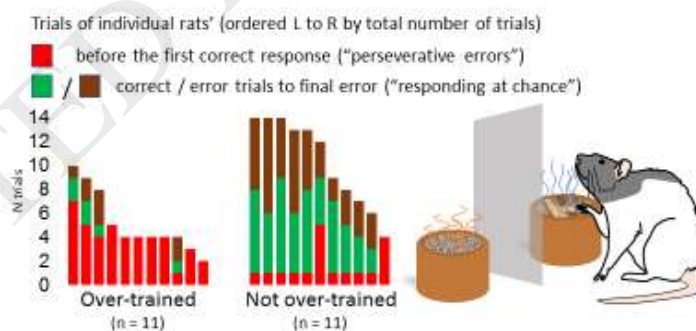 Trials of individual rats' (ordered L to R by total number of trials)
before the first correct response ("perseverative errors")
/ correct / error trials to final error ("responding at chance")
N trials
14
12
10
8
6
4
2
0
Over-trained
(n = 11)
Not over-trained
(n = 11)